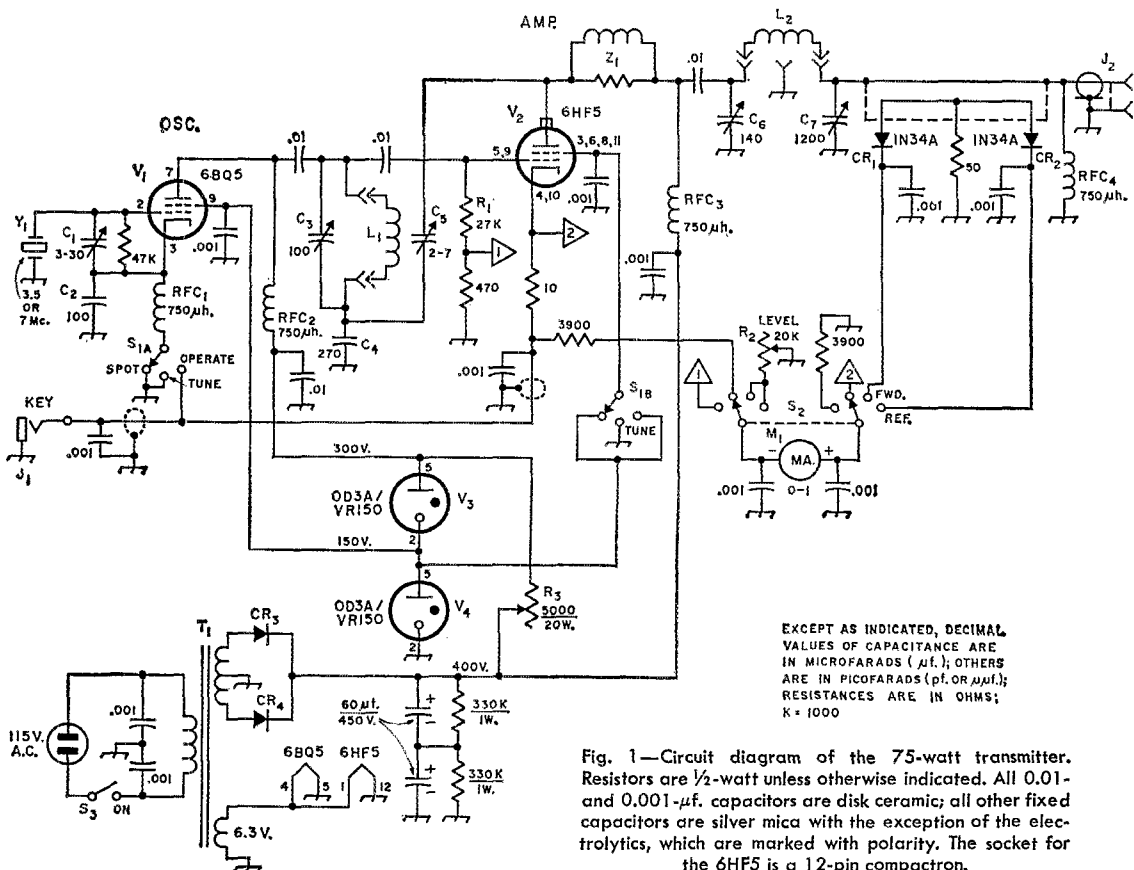 AMP.
L2
Z1
.01
J2
OSC.
V2
6HF5
C6
140
C7
1200
1N34A
1N34A
CR1
CR2
50
.01
.01
V1
7
6BQ5
5,9
3,6,8,11
RFC4
750µh.
.001
.001
Y1
2
9
C1
3-30
47K
.001
3
C3
100
L1
C5
2-7
R1
27K
4,10
.001
RFC3
750µh.
1
2
3.5
OR
7 Mc.
C2
100
RFC1
750µh.
RFC2
750µh.
470
10
.001
S1A
SPOT
OPERATE
TUNE
C4
270
3900
R2
LEVEL
20K
3900
.01
.001
S1B
TUNE
1
2
FWD.
REF.
S2
KEY
.001
J1
M1
- MA. +
0-1
.001
.001
300V.
5
OD3A/
VR150
V3
2
150V.
5
OD3A/
VR150
V4
2
R3
5000
20W.
400V.
T1
CR3
CR4
60µf.
450V.
+
-
+
-
330K
1W.
330K
1W.
115V.
A.C.
.001
.001
S3
ON
6BQ5
6HF5
4
5
1
12
6.3V.
EXCEPT AS INDICATED, DECIMAL
VALUES OF CAPACITANCE ARE
IN MICROFARADS (µf.); OTHERS
ARE IN PICOFARADS (pf. OR µµf.);
RESISTANCES ARE IN OHMS;
K = 1000
Fig. 1—Circuit diagram of the 75-watt transmitter.
Resistors are ½-watt unless otherwise indicated. All 0.01-
and 0.001-µf. capacitors are disk ceramic; all other fixed
capacitors are silver mica with the exception of the elec-
trolytics, which are marked with polarity. The socket for
the 6HF5 is a 12-pin compactron.